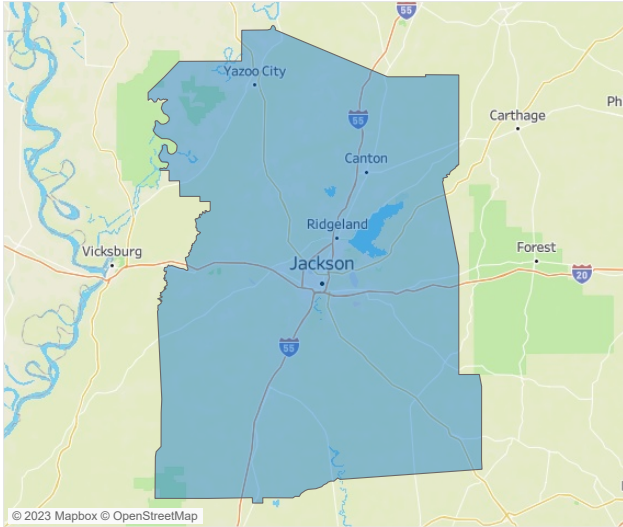 55
Yazoo City
Carthage
Ph
55
Canton
Ridgeland
Vicksburg
Forest
Jackson
20
55
© 2023 Mapbox © OpenStreetMap